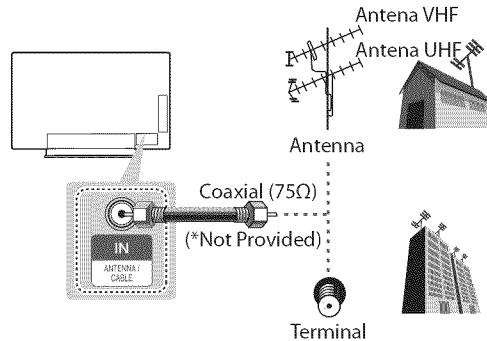 Antena VHF
Antena UHF
Antenna
Coaxial (75Ω)
(*Not Provided)
IN
ANTENNA /
CABLE
Terminal